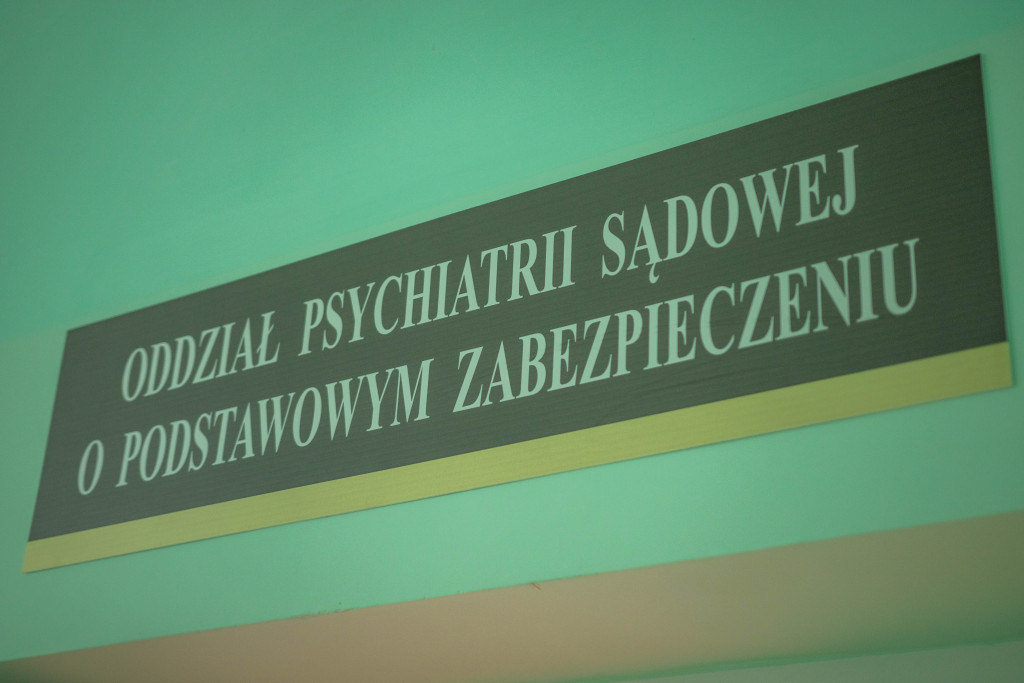 ODDZIAŁ PSYCHIATRII SĄDOWEJ
O PODSTAWOWYM ZABEZPIECZENIU